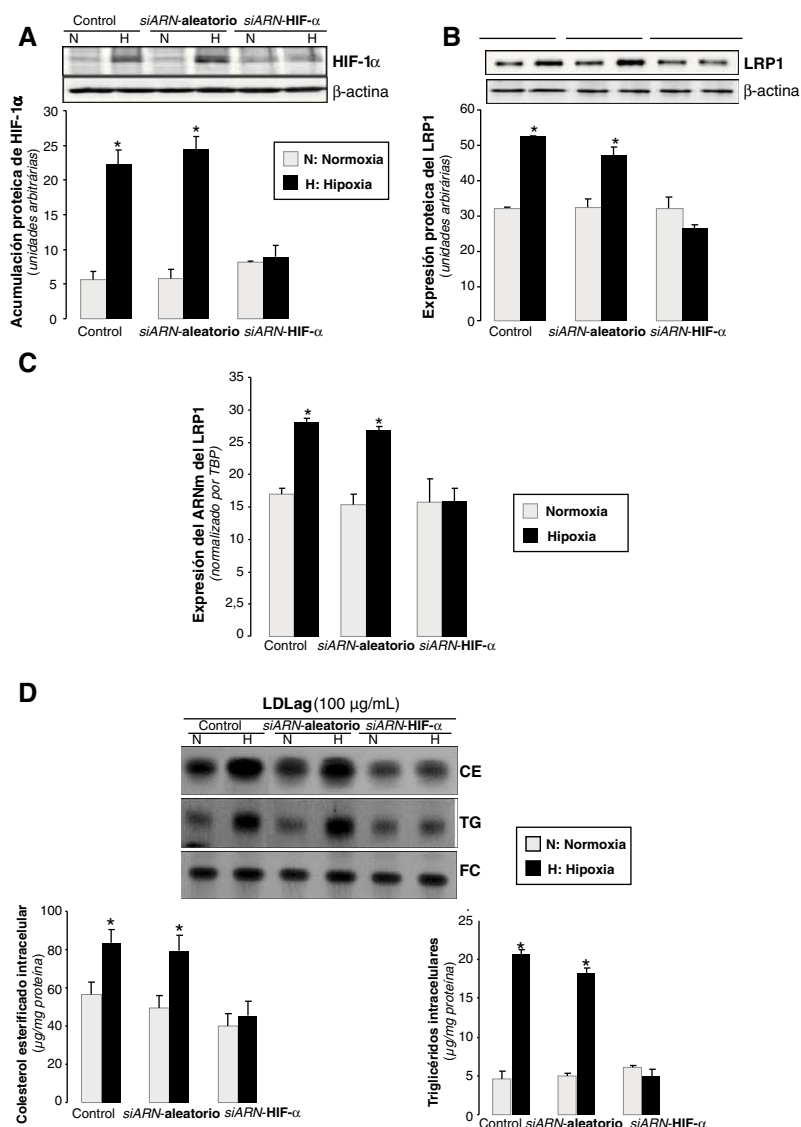 A
Control siARN-aleatorio siARN-HIF-α
N H N H N H
HIF-1α
β-actina
Acumulación proteica de HIF-1α
(unidades arbitrárias)
30
25
20
15
10
5
0
* *
N: Normoxia
H: Hipoxia
Control siARN-aleatorio siARN-HIF-α
B
LRP1
β-actina
Expresión proteica del LRP1
(unidades arbirárias)
60
50
40
30
20
10
0
* *
Control siARN-aleatorio siARN-HIF-α
C
Expresión del ARNm del LRP1
(normalizado por TBP)
35
30
25
20
15
10
5
2,5
0
* *
Normoxia
Hipoxia
Control siARN-aleatorio siARN-HIF-α
D
LDLag (100 µg/mL)
Control siARN-aleatorio siARN-HIF-α
N H N H N H
CE
TG
FC
N: Normoxia
H: Hipoxia
Colesterol esterificado intracelular
(µg/mg proteína)
100
80
60
40
20
0
* *
Control siARN-aleatorio siARN-HIF-α
Triglicéridos intracelulares
(µg/mg proteína)
25
20
15
10
5
0
* *
Control siARN-aleatorio siARN-HIF-α